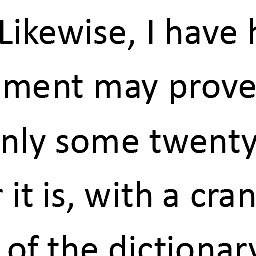 Likewise, I have h
ment may prove
nly some twenty
r it is, with a cran
of the dictionary